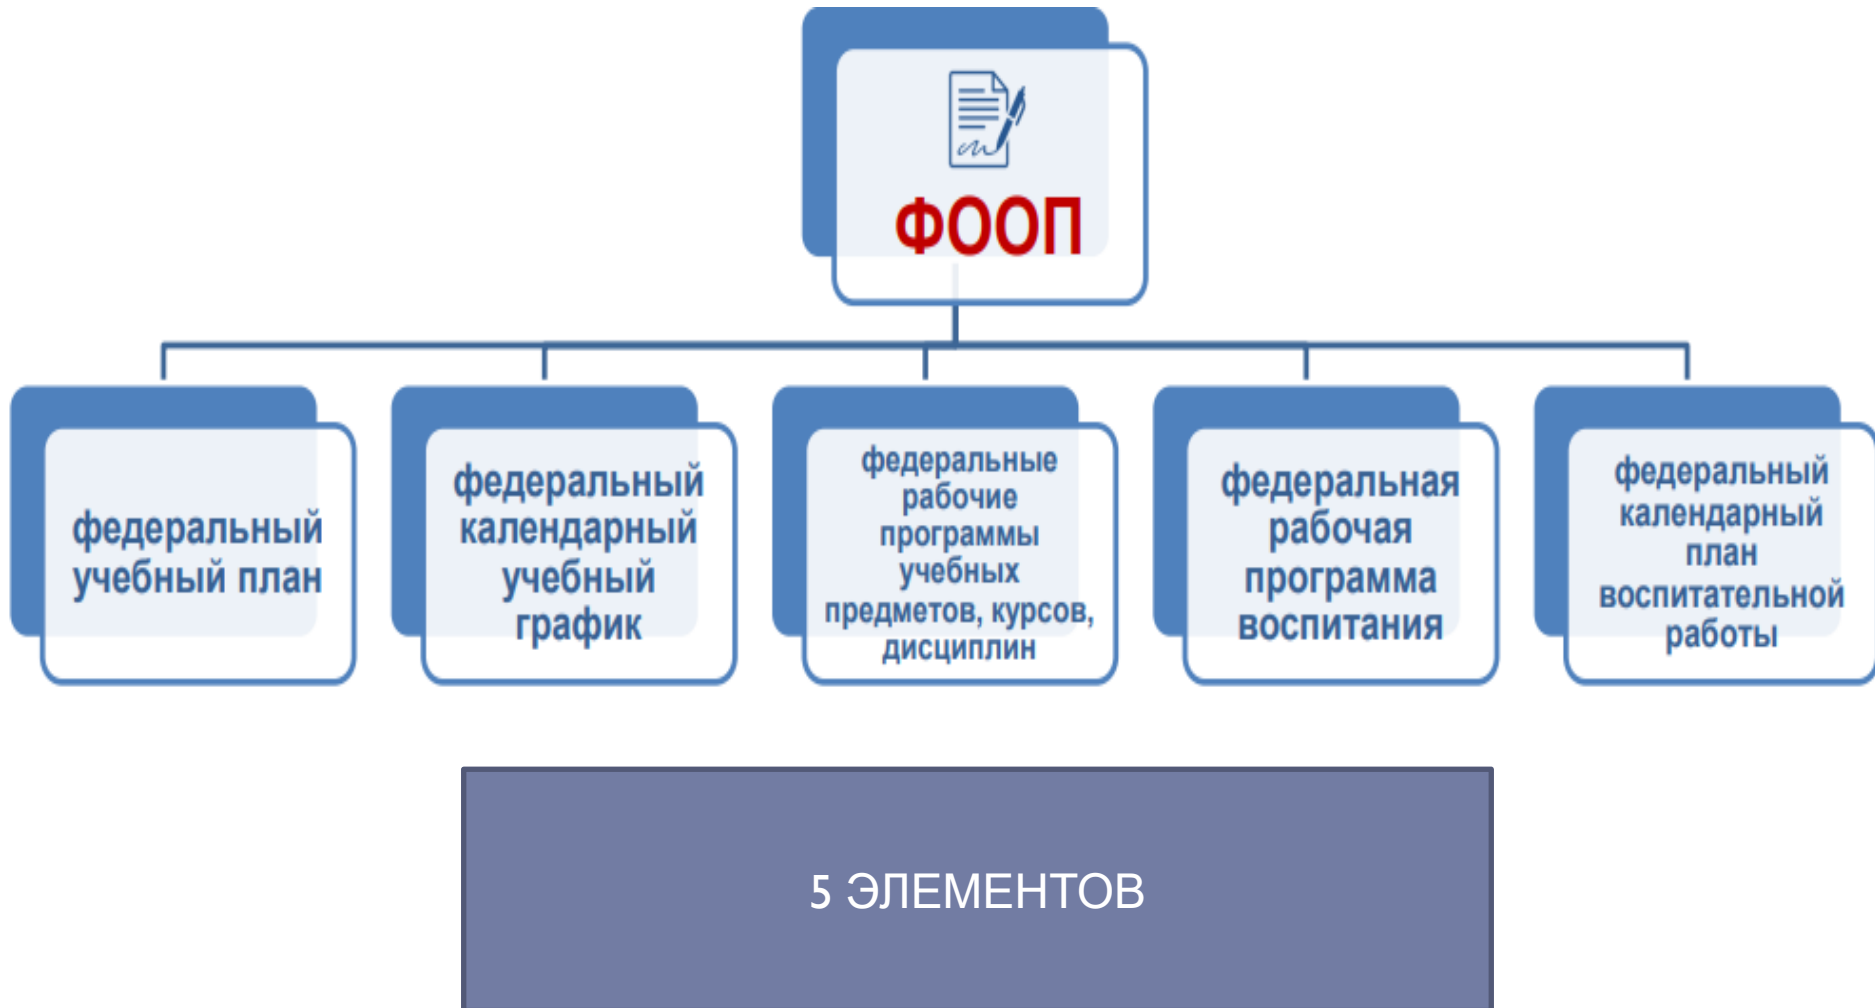 ФООП
федеральный
учебный план
федеральный
календарный
учебный
график
федеральные
рабочие
программы
учебных
предметов, курсов,
дисциплин
федеральная
рабочая
программа
воспитания
федеральный
календарный
план
воспитательной
работы
5 ЭЛЕМЕНТОВ